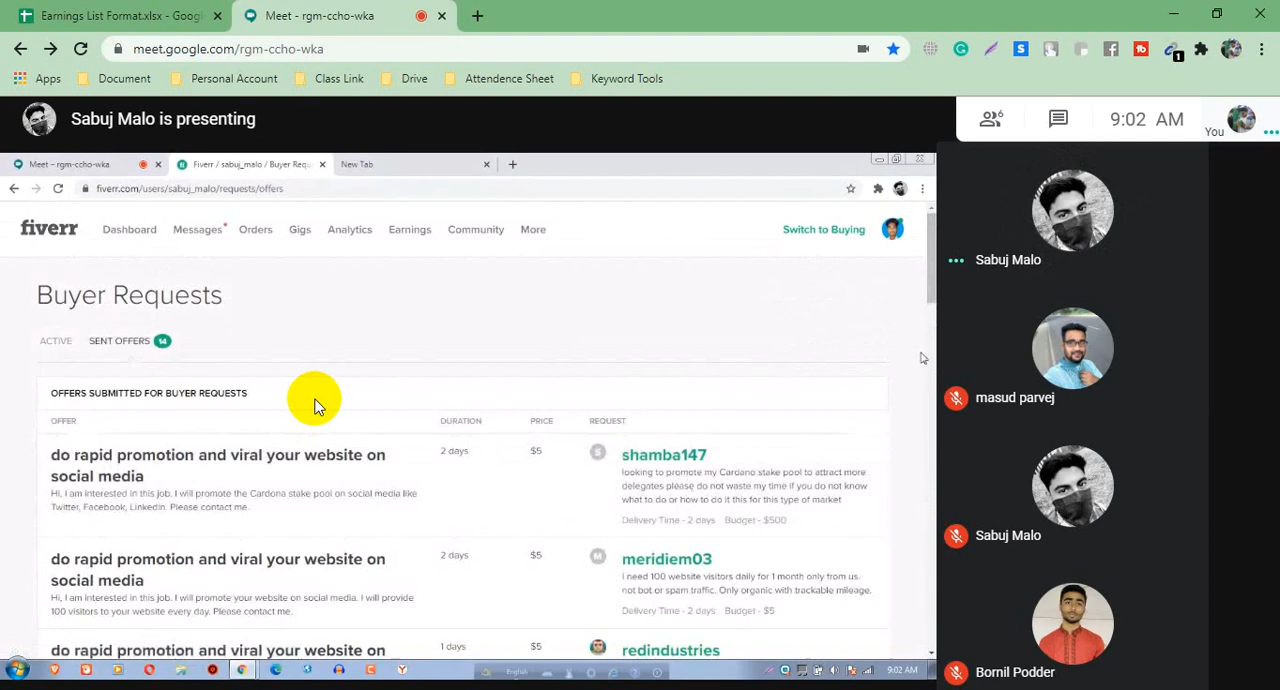 Earnings List Format.xlsx - Goog
Meet - rgm-ccho-wka
meet.google.com/rgm-ccho-wka
Apps
Document
Personal Account
Class Link
Drive
Attendence Sheet
Keyword Tools
1
Sabuj Malo is presenting
6
9:02 AM
You
Meet – rgm-ccho-wka
Fiverr / sabuj_malo / Buyer Requ
New Tab
fiverr.com/users/sabuj_malo/requests/offers
fiverr
Dashboard
Messages
Orders
Gigs
Analytics
Earnings
Community
More
Switch to Buying
Buyer Requests
ACTIVE
SENT OFFERS 14
OFFERS SUBMITTED FOR BUYER REQUESTS
OFFER DURATION PRICE REQUEST
do rapid promotion and viral your website on
social media
Hi, I am interested in this job. I will promote the Cardona stake pool on social media like
Twitter, Facebook, Linkedin. Please contact me.
2 days
$5
S
shamba147
looking to promote my Cardano stake pool to attract more
delegates please do not waste my time if you do not know
what to do or how to do it this for this type of market
Delivery Time - 2 days Budget - $500
do rapid promotion and viral your website on
social media
Hi, I am interested in this job. I will promote your website on social media. I will provide
100 visitors to your website every day. Please contact me.
2 days
$5
M
meridiem03
I need 100 website visitors daily for 1 month only from us.
not bot or spam traffic. Only organic with trackable mileage.
Delivery Time - 2 days Budget - $5
do rapid promotion and viral your website on
1 days
$5
redindustries
English
9:02 AM
Sabuj Malo
masud parvej
Sabuj Malo
Bornil Podder